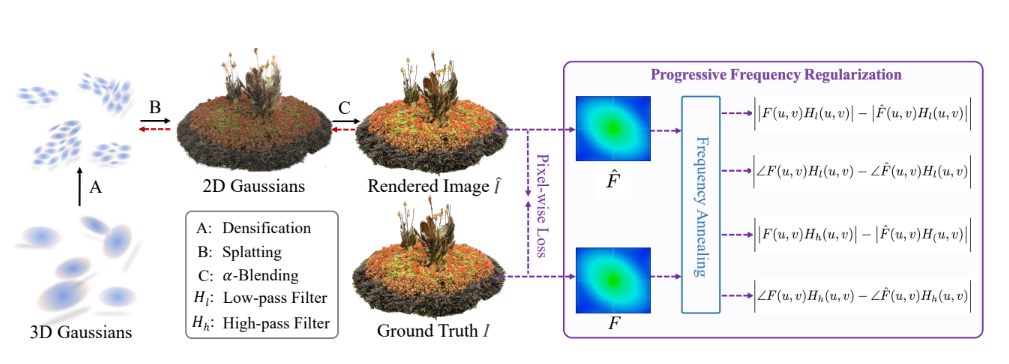 Progressive Frequency Regularization
B
C
A
2D Gaussians
Rendered Image Î
3D Gaussians
A: Densification
B: Splatting
C: α-Blending
H_l: Low-pass Filter
H_h: High-pass Filter
Ground Truth I
Pixel-wise Loss
F̂
F
Frequency Annealing
||F(u, v)H_l(u, v)| − |F̂(u, v)H_l(u, v)||
|∠F(u, v)H_l(u, v) − ∠F̂(u, v)H_l(u, v)|
||F(u, v)H_h(u, v)| − |F̂(u, v)H_(u, v)||
|∠F(u, v)H_h(u, v) − ∠F̂(u, v)H_h(u, v)|